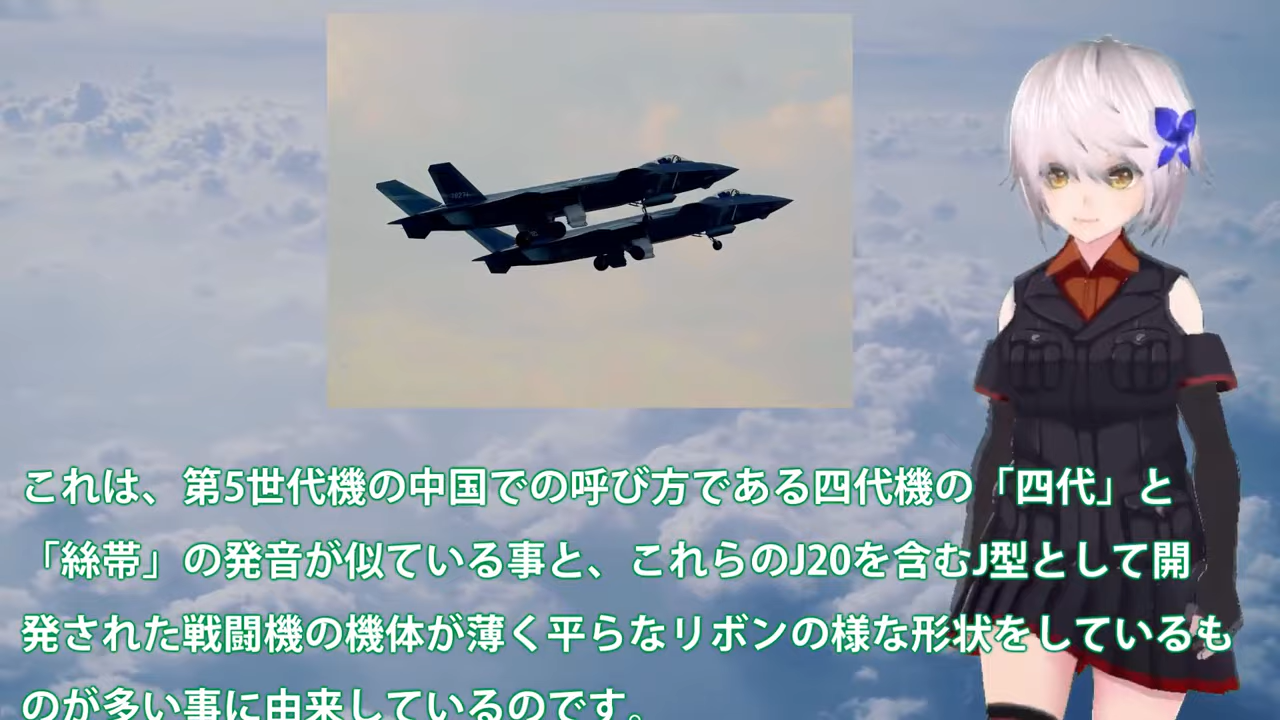 これは、第5世代機の中国での呼び方である四代機の「四代」と
「絲帯」の発音が似ている事と、これらのJ20を含むJ型として開
発された戦闘機の機体が薄く平らなリボンの様な形状をしているも
のが多い事に由来しているのです。